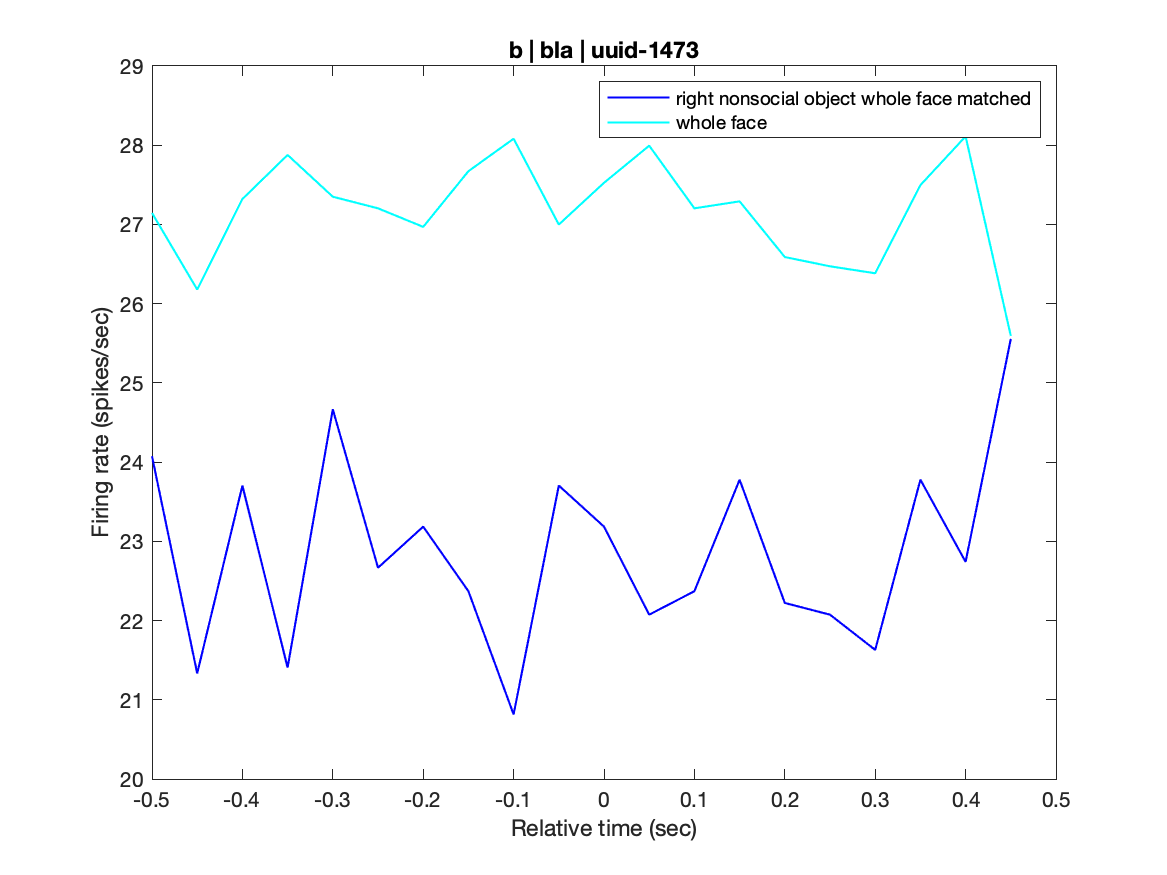 b | bla | uuid-1473
right nonsocial object whole face matched
whole face
29
28
27
26
25
24
23
22
21
20
Firing rate (spikes/sec)
-0.5 -0.4 -0.3 -0.2 -0.1 0 0.1 0.2 0.3 0.4 0.5
Relative time (sec)